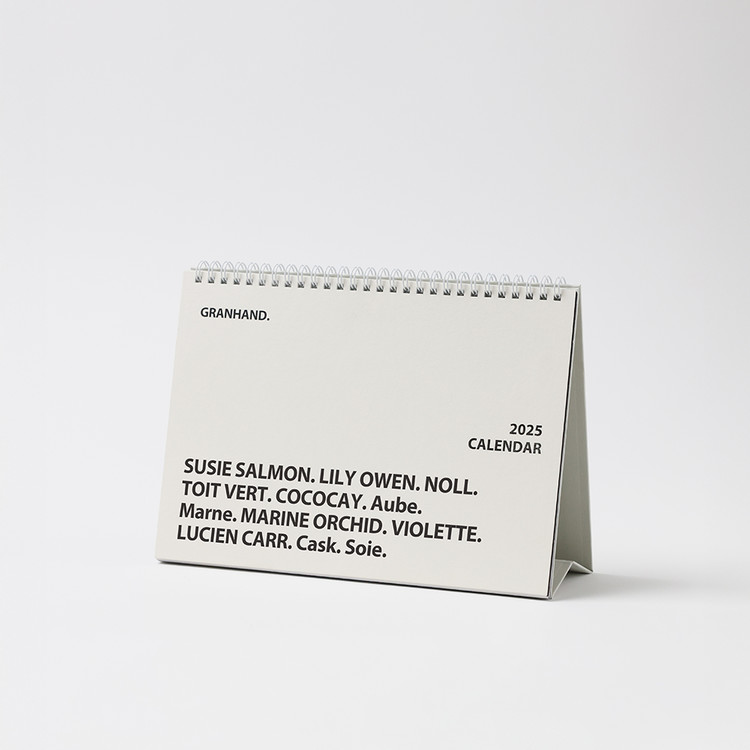 GRANHAND.
2025
CALENDAR
SUSIE SALMON. LILY OWEN. NOLL.
TOIT VERT. COCOCAY. Aube.
Marne. MARINE ORCHID. VIOLETTE.
LUCIEN CARR. Cask. Soie.